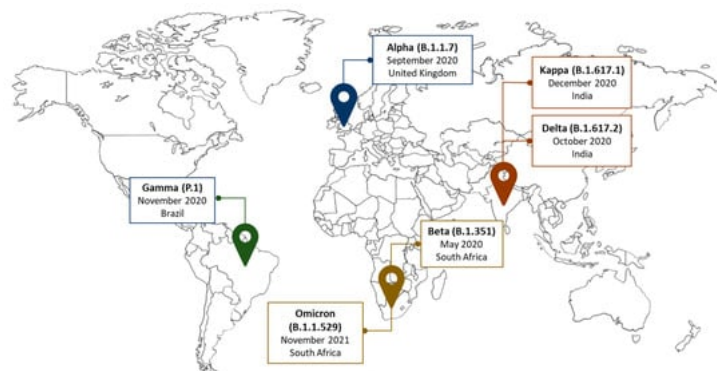 Alpha (B.1.1.7)
September 2020
United Kingdom
Kappa (B.1.617.1)
December 2020
India
Delta (B.1.617.2)
October 2020
India
Gamma (P.1)
November 2020
Brazil
Beta (B.1.351)
May 2020
South Africa
Omicron
(B.1.1.529)
November 2021
South Africa